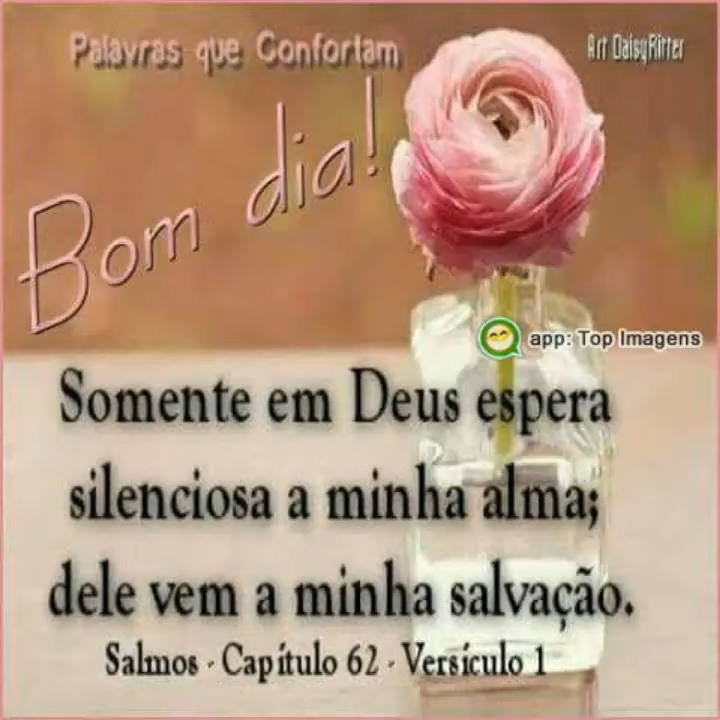 Palavras que Confortam
Art DaisyRitter
Bom dia!
app: Top Imagens
Somente em Deus espera
silenciosa a minha alma;
dele vem a minha salvação.
Salmos - Capítulo 62 - Versículo 1